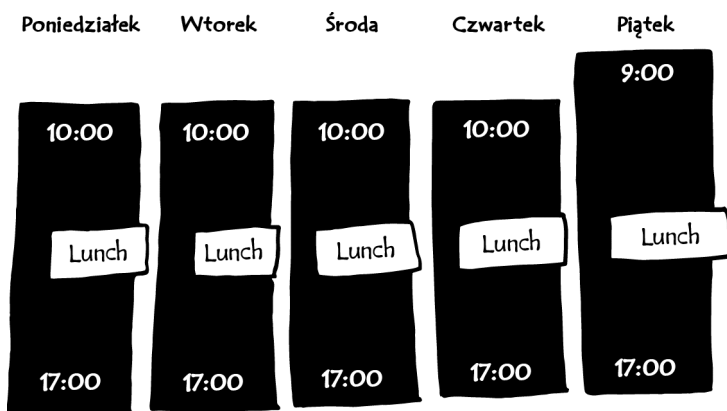 Poniedziałek Wtorek Środa Czwartek Piątek
9:00
10:00 10:00 10:00 10:00
Lunch Lunch Lunch Lunch Lunch
17:00 17:00 17:00 17:00 17:00